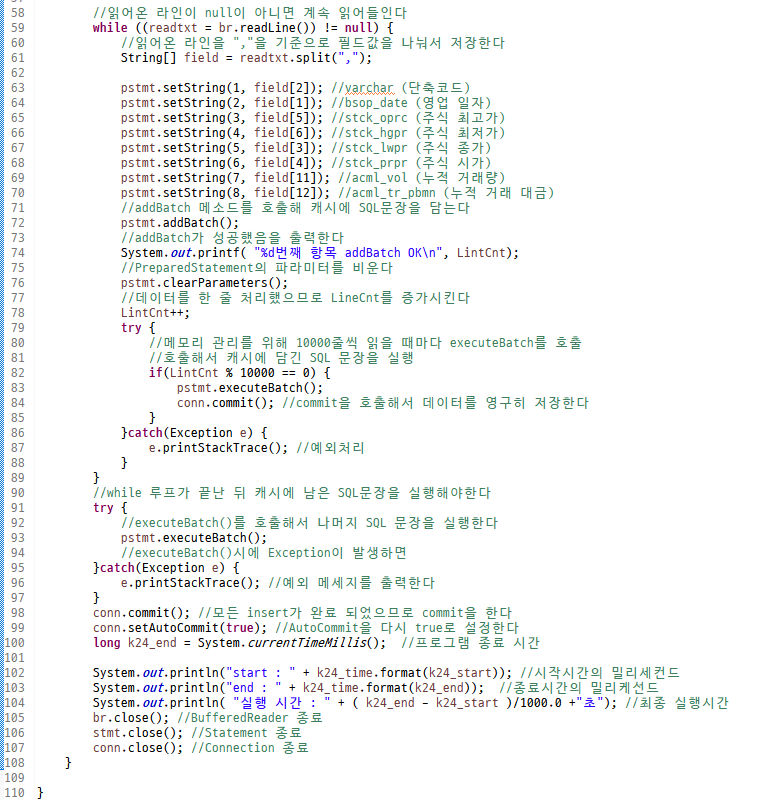 58 //읽어온 라인이 null이 아니면 계속 읽어들인다
59 while ((readtxt = br.readLine()) != null) {
60 //읽어온 라인을 ","을 기준으로 필드값을 나눠서 저장한다
61 String[] field = readtxt.split(",");
62
63 pstmt.setString(1, field[2]); //varchar (단축코드)
64 pstmt.setString(2, field[1]); //bsop_date (영업 일자)
65 pstmt.setString(3, field[5]); //stck_oprc (주식 최고가)
66 pstmt.setString(4, field[6]); //stck_hgpr (주식 최저가)
67 pstmt.setString(5, field[3]); //stck_lwpr (주식 종가)
68 pstmt.setString(6, field[4]); //stck_prpr (주식 시가)
69 pstmt.setString(7, field[11]); //acml_vol (누적 거래량)
70 pstmt.setString(8, field[12]); //acml_tr_pbmn (누적 거래 대금)
71 //addBatch 메소드를 호출해 캐시에 SQL문장을 담는다
72 pstmt.addBatch();
73 //addBatch가 성공했음을 출력한다
74 System.out.printf( "%d번째 항목 addBatch OK\n", LintCnt);
75 //PreparedStatement의 파라미터를 비운다
76 pstmt.clearParameters();
77 //데이터를 한 줄 처리했으므로 LineCnt를 증가시킨다
78 LintCnt++;
79 try {
80 //메모리 관리를 위해 10000줄씩 읽을 때마다 executeBatch를 호출
81 //호출해서 캐시에 담긴 SQL 문장을 실행
82 if(LintCnt % 10000 == 0) {
83 pstmt.executeBatch();
84 conn.commit(); //commit을 호출해서 데이터를 영구히 저장한다
85 }
86 }catch(Exception e) {
87 e.printStackTrace(); //예외처리
88 }
89 }
90 //while 루프가 끝난 뒤 캐시에 남은 SQL문장을 실행해야한다
91 try {
92 //executeBatch()를 호출해서 나머지 SQL 문장을 실행한다
93 pstmt.executeBatch();
94 //executeBatch()시에 Exception이 발생하면
95 }catch(Exception e) {
96 e.printStackTrace(); //예외 메세지를 출력한다
97 }
98 conn.commit(); //모든 insert가 완료 되었으므로 commit을 한다
99 conn.setAutoCommit(true); //AutoCommit을 다시 true로 설정한다
100 long k24_end = System.currentTimeMillis(); //프로그램 종료 시간
101
102 System.out.println("start : " + k24_time.format(k24_start)); //시작시간의 밀리세컨드
103 System.out.println("end : " + k24_time.format(k24_end)); //종료시간의 밀리케선드
104 System.out.println( "실행 시간 : " + ( k24_end - k24_start )/1000.0 +"초"); //최종 실행시간
105 br.close(); //BufferedReader 종료
106 stmt.close(); //Statement 종료
107 conn.close(); //Connection 종료
108 }
109
110 }